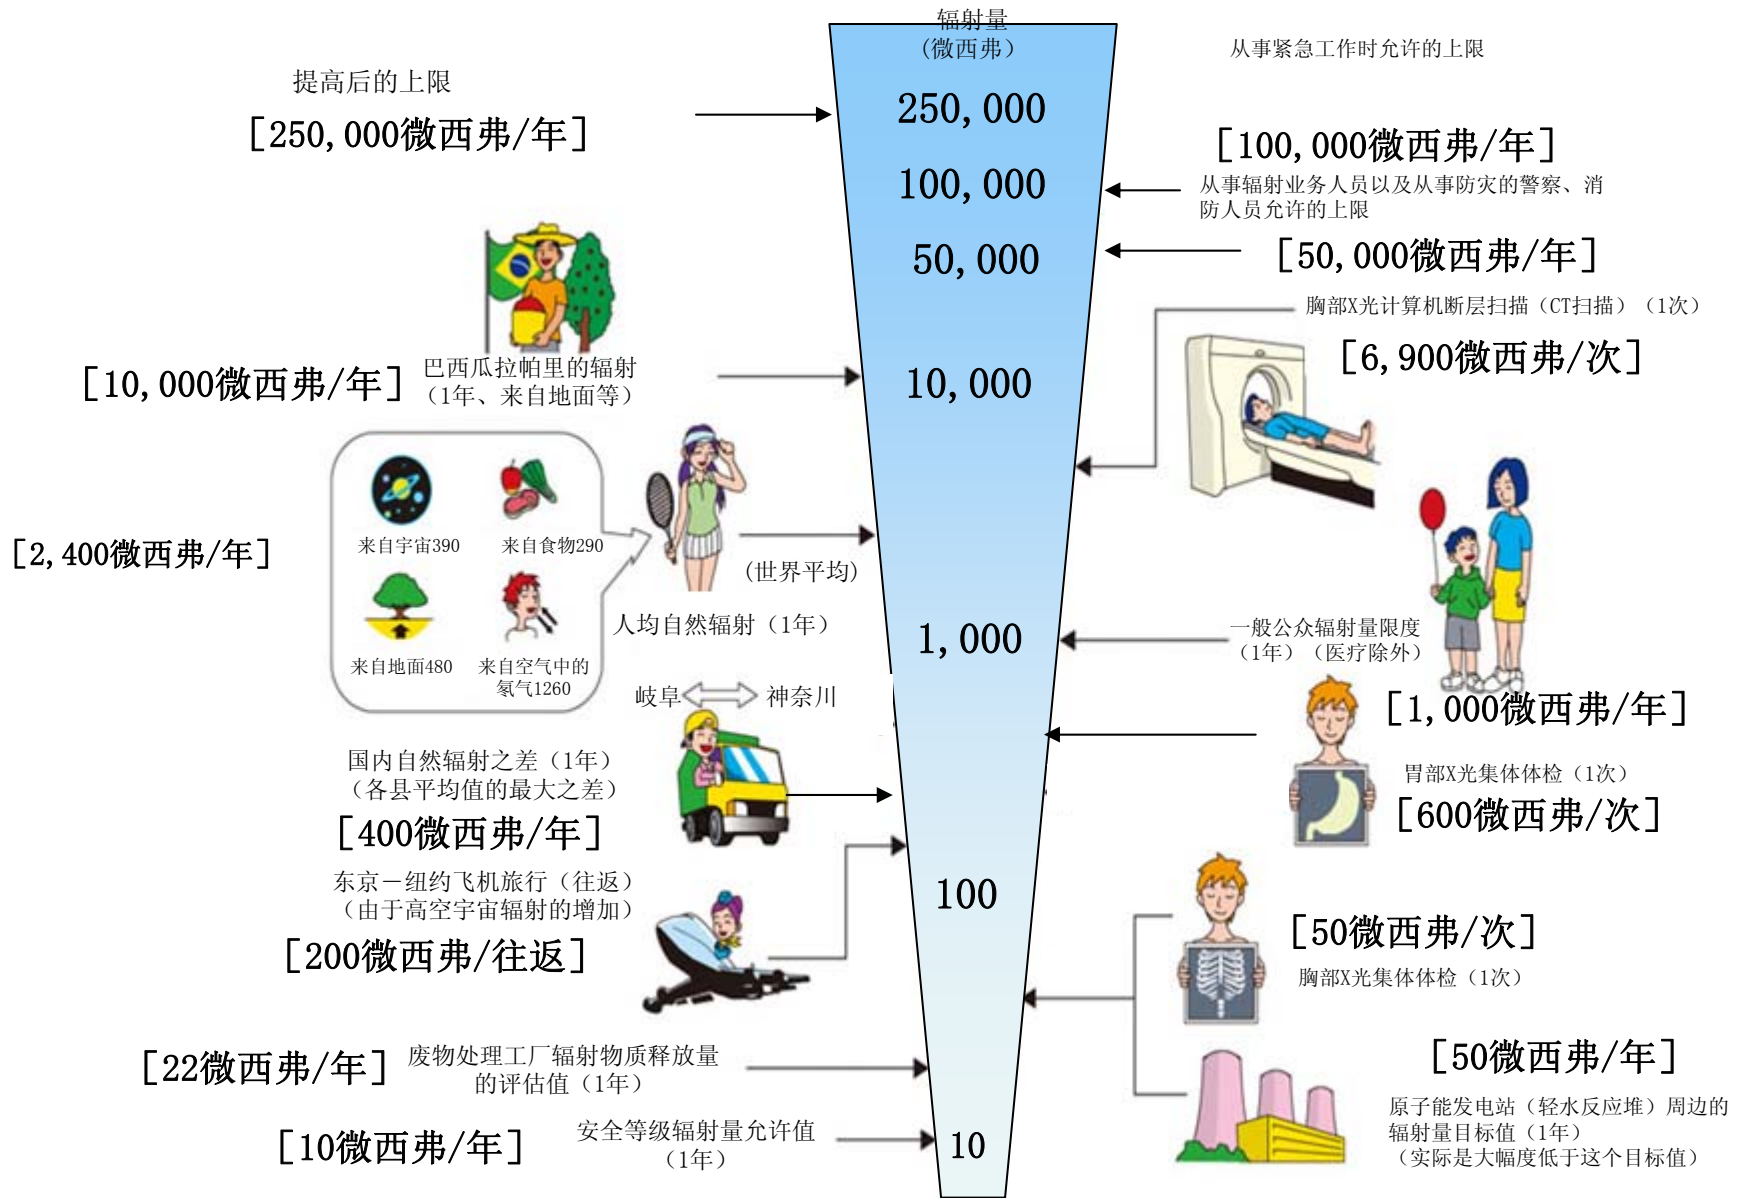 辐射量
(微西弗)
250,000
100,000
50,000
10,000
1,000
100
10
提高后的上限
[250,000微西弗/年]
巴西瓜拉帕里的辐射
(1年、来自地面等)
[10,000微西弗/年]
来自宇宙390
来自食物290
来自地面480
来自空气中的
氡气1260
[2,400微西弗/年]
(世界平均)
人均自然辐射(1年)
岐阜
神奈川
国内自然辐射之差(1年)
(各县平均值的最大之差)
[400微西弗/年]
东京－纽约飞机旅行(往返)
(由于高空宇宙辐射的增加)
[200微西弗/往返]
[22微西弗/年]
废物处理工厂辐射物质释放量
的评估值(1年)
[10微西弗/年]
安全等级辐射量允许值
(1年)
从事紧急工作时允许的上限
[100,000微西弗/年]
从事辐射业务人员以及从事防灾的警察、消
防人员允许的上限
[50,000微西弗/年]
胸部X光计算机断层扫描(CT扫描)(1次)
[6,900微西弗/次]
一般公众辐射量限度
(1年)(医疗除外)
[1,000微西弗/年]
胃部X光集体体检(1次)
[600微西弗/次]
[50微西弗/次]
胸部X光集体体检(1次)
[50微西弗/年]
原子能发电站(轻水反应堆)周边的
辐射量目标值(1年)
(实际是大幅度低于这个目标值)